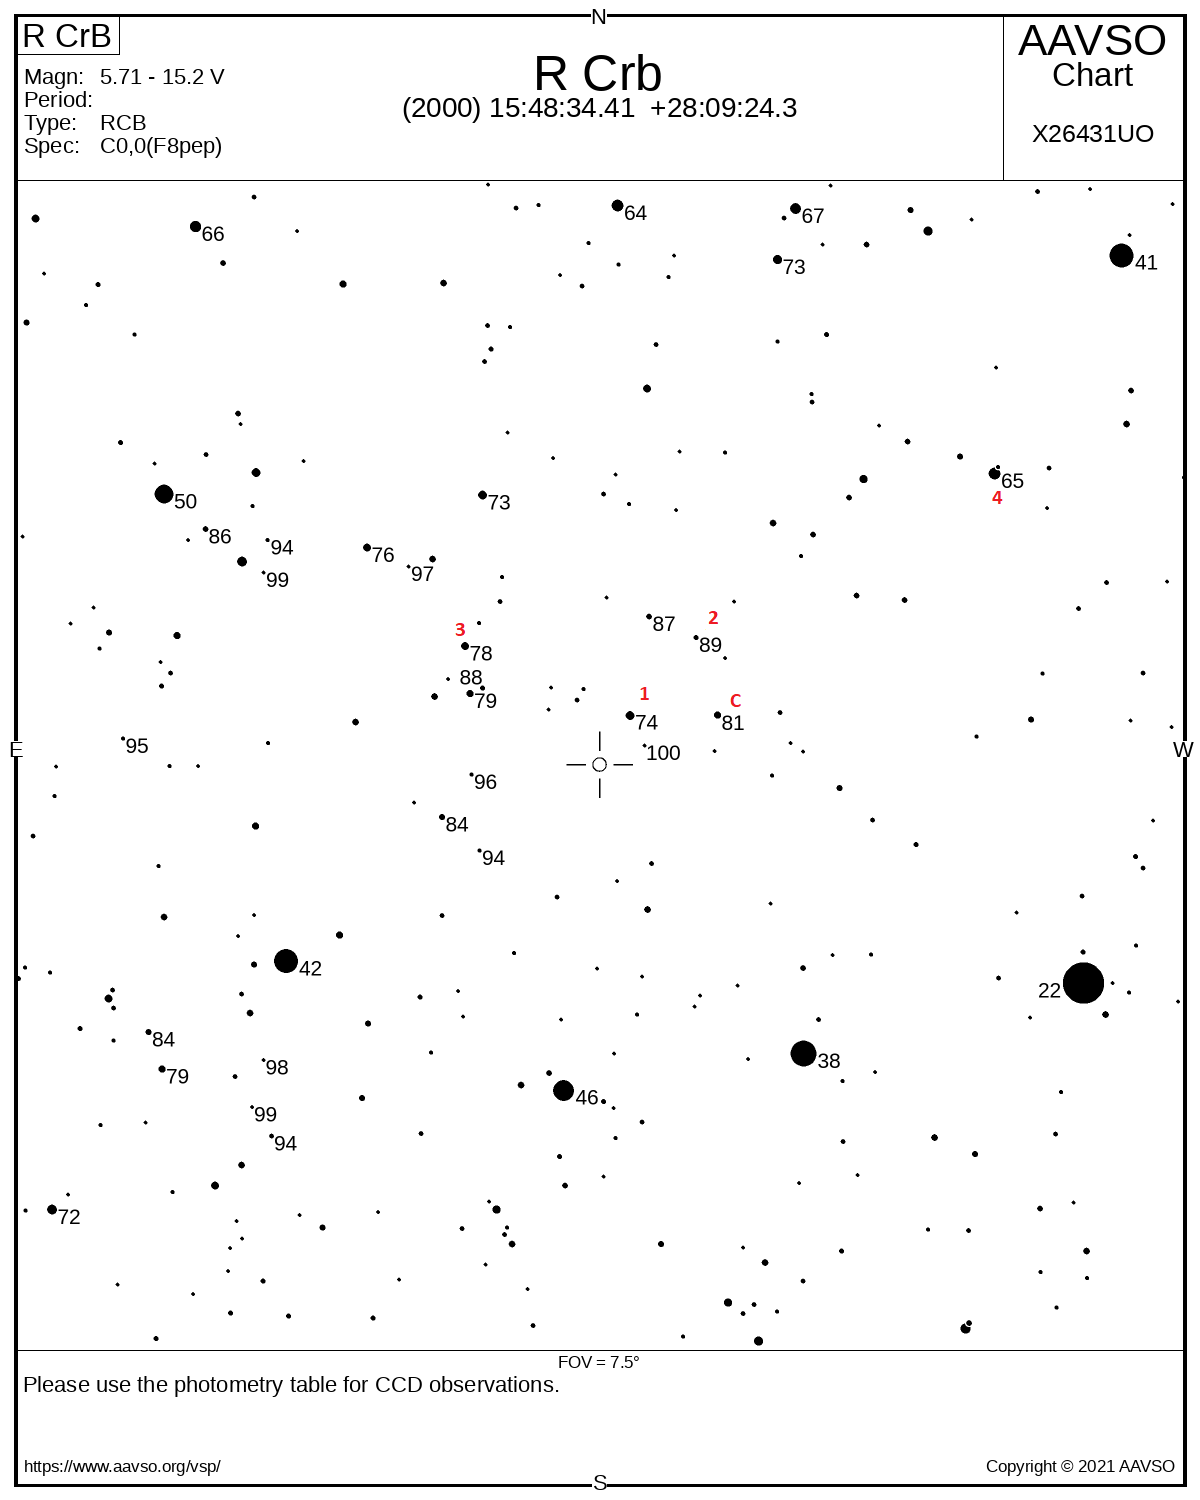 N
R CrB
R Crb
AAVSO
Chart
Magn: 5.71 - 15.2 V
(2000) 15:48:34.41 +28:09:24.3
Period:
Type: RCB
X26431UO
Spec: C0,0(F8pep)
64
67
66
41
73
65
50
73
4
86
94
76
97
99
2
87
3
89
78
88
1
C
79
74
81
95
100
E
W
96
84
94
42
22
84
38
98
79
46
99
94
72
FOV = 7.5°
Please use the photometry table for CCD observations.
https://www.aavso.org/vsp/
Copyright © 2021 AAVSO
S